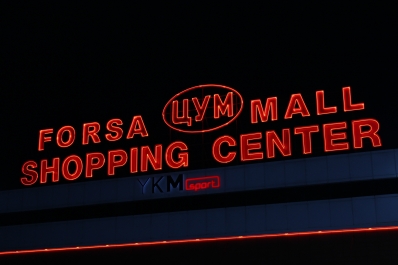 FORSA ЦУМ MALL
SHOPPING CENTER
YKM sport